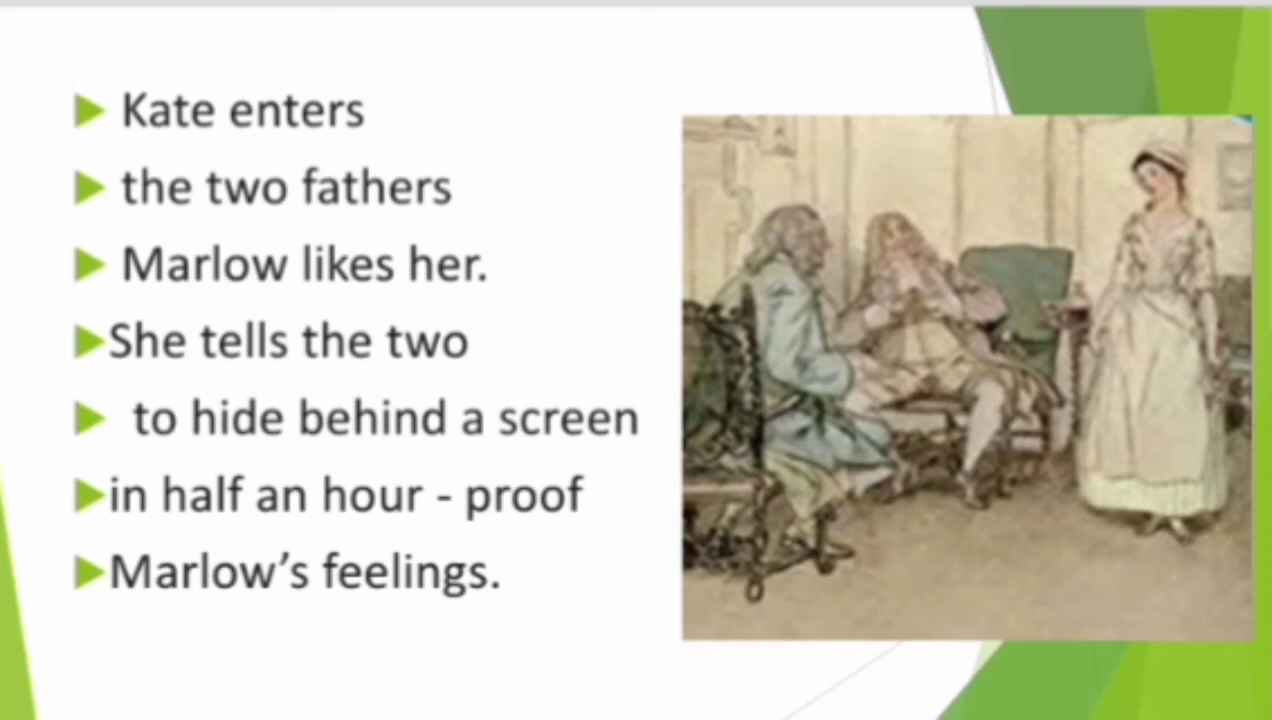 Kate enters
the two fathers
Marlow likes her.
She tells the two
to hide behind a screen
in half an hour - proof
Marlow’s feelings.